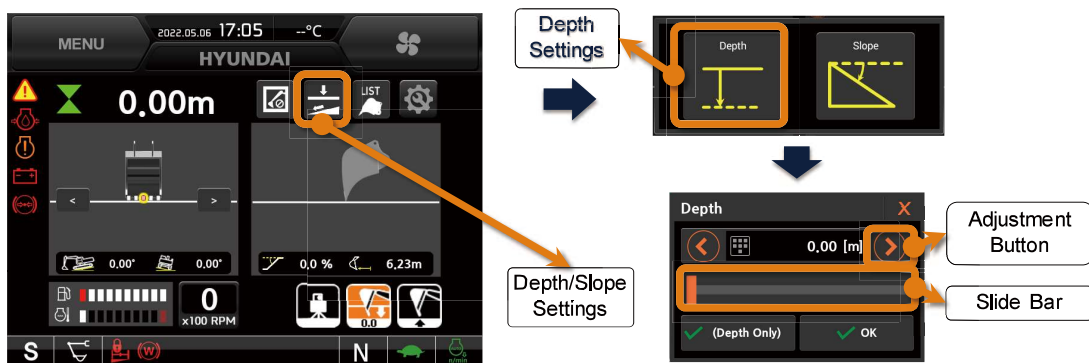 MENU
2022.05.06 17:05 --°C
HYUNDAI
0.00m
LIST
<
>
0.00°
0.00°
0,0 %
6,23m
0
x100 RPM
0.0
S
(W)
N
AUTO
n/min
Depth
Settings
Depth
Slope
Depth/Slope
Settings
Depth
X
0,00 [m]
(Depth Only)
OK
Adjustment
Button
Slide Bar